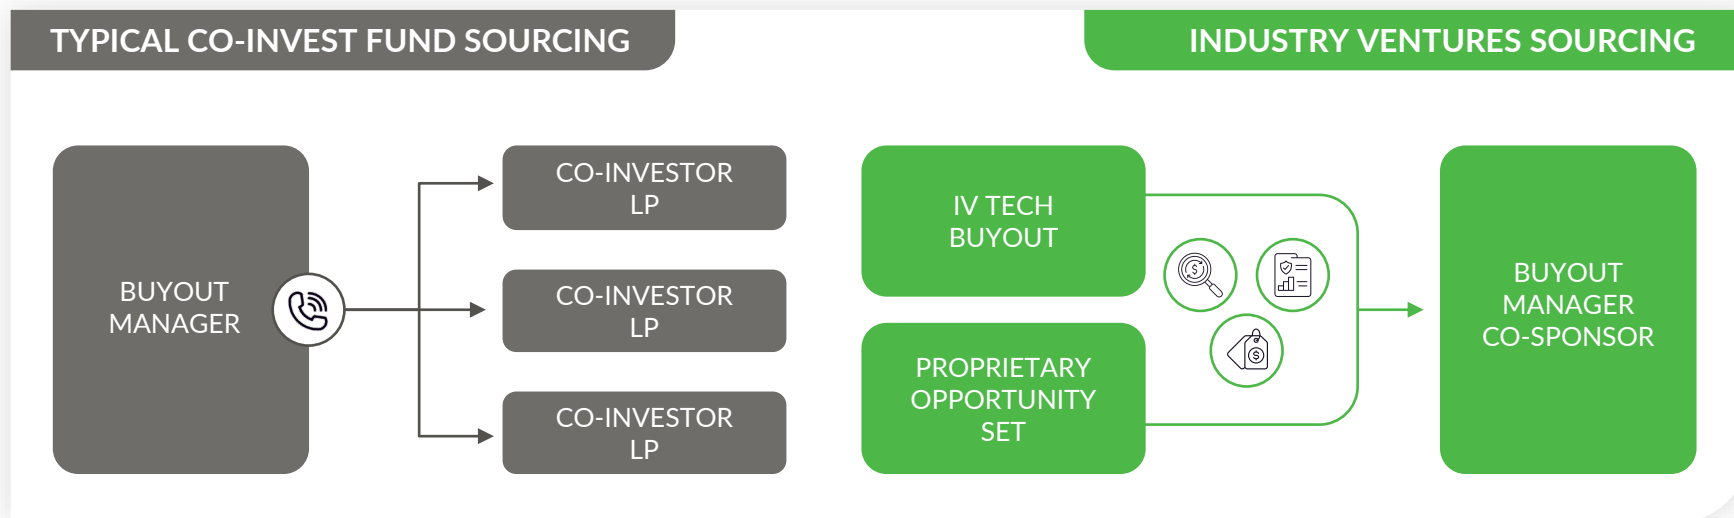 TYPICAL CO-INVEST FUND SOURCING
INDUSTRY VENTURES SOURCING
BUYOUT
MANAGER
CO-INVESTOR
LP
CO-INVESTOR
LP
CO-INVESTOR
LP
IV TECH
BUYOUT
PROPRIETARY
OPPORTUNITY
SET
$
$
$
BUYOUT
MANAGER
CO-SPONSOR